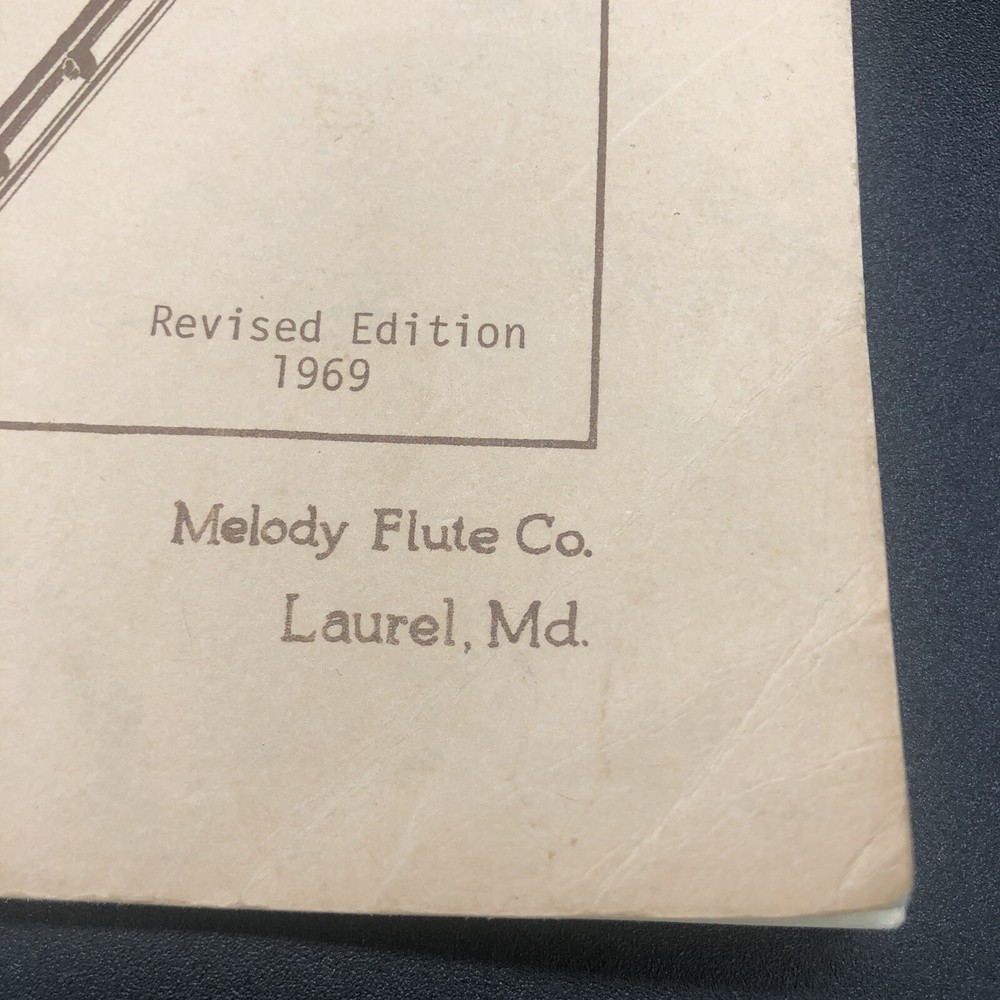 Revised Edition
1969
Melody Flute Co.
Laurel, Md.